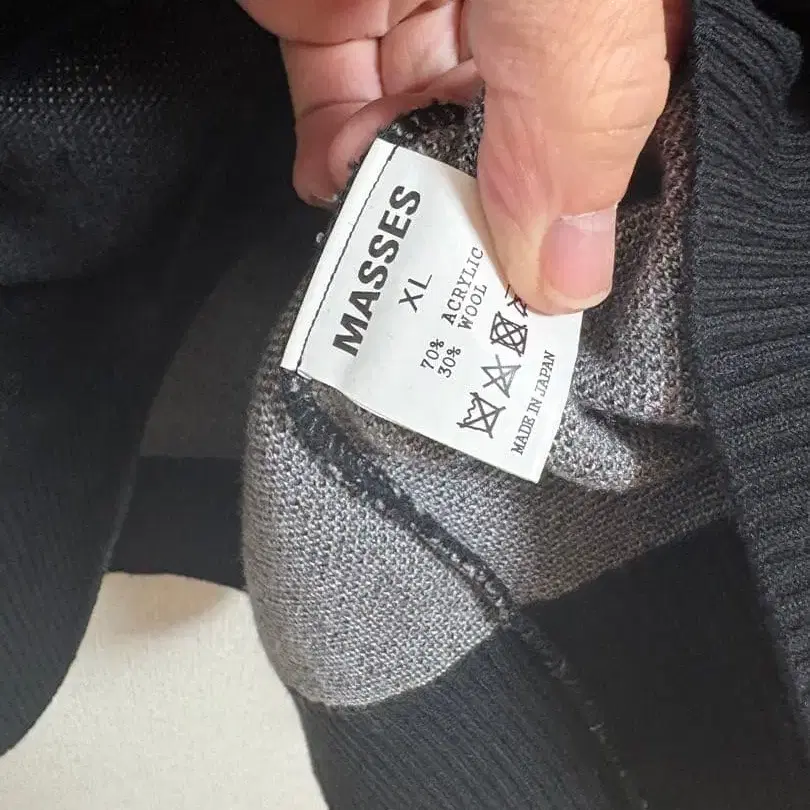 MASSES
XL
70% ACRYLIC
30% WOOL
MADE IN JAPAN